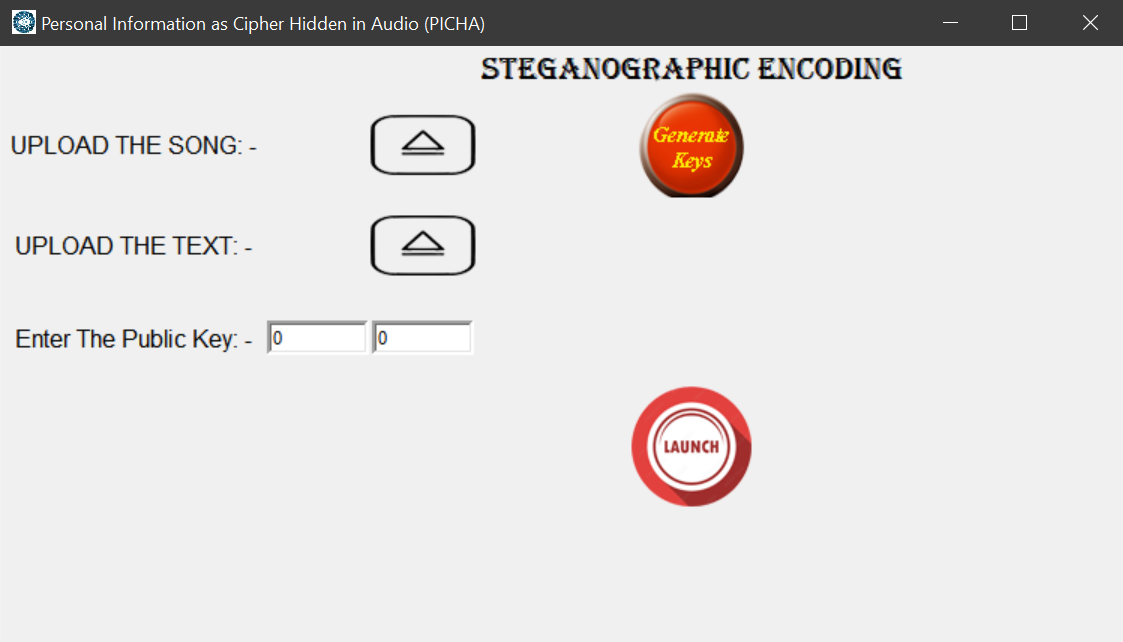 Personal Information as Cipher Hidden in Audio (PICHA)
STEGANOGRAPHIC ENCODING
UPLOAD THE SONG: -
Generate
Keys
UPLOAD THE TEXT: -
Enter The Public Key: - 0 0
LAUNCH